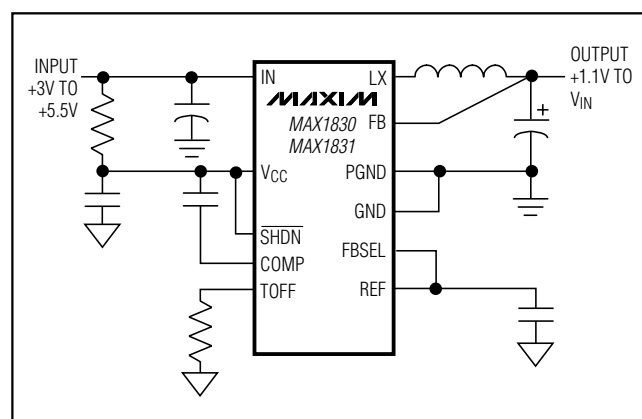 INPUT
+3V TO
+5.5V
IN
VCC
SHDN
COMP
TOFF
MAXIM
MAX1830
MAX1831
LX
FB
PGND
GND
FBSEL
REF
OUTPUT
+1.1V TO
VIN
+